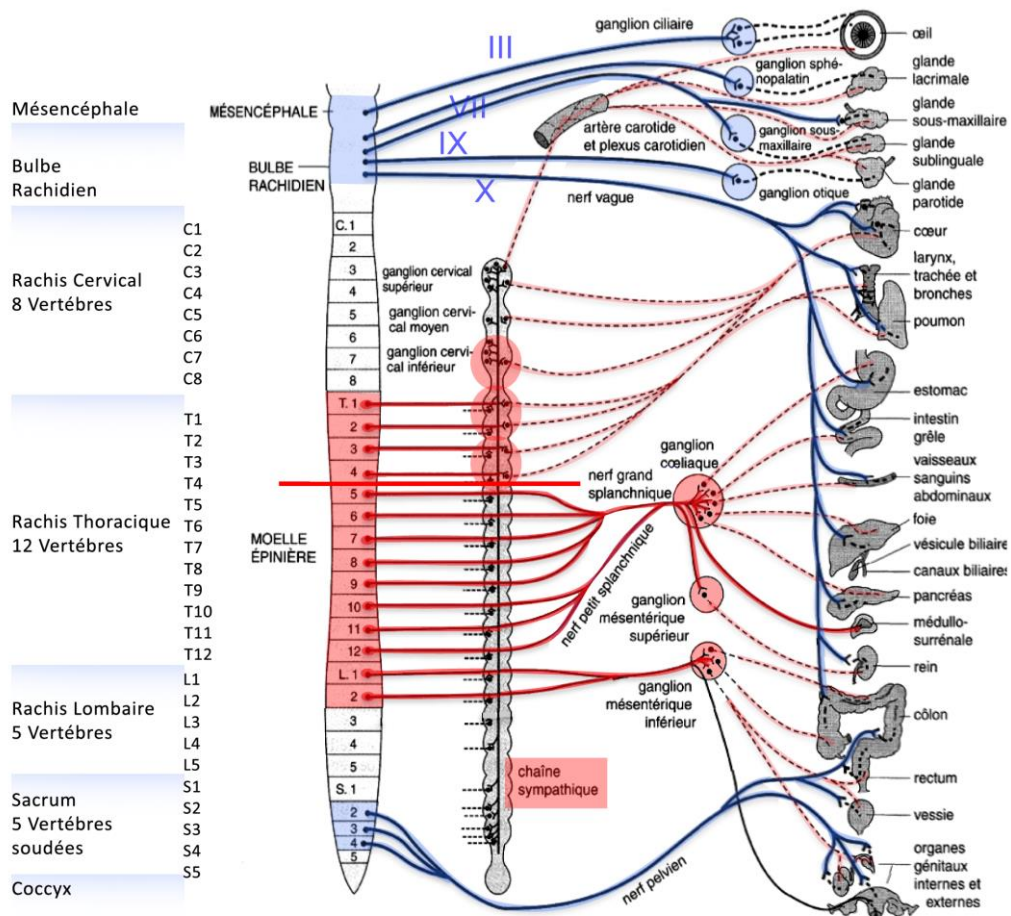 Mésencéphale
Bulbe
Rachidien
Rachis Cervical
8 Vertébres
Rachis Thoracique
12 Vertébres
Rachis Lombaire
5 Vertébres
Sacrum
5 Vertébres
soudées
Coccyx
C1
C2
C3
C4
C5
C6
C7
C8
T1
T2
T3
T4
T5
T6
T7
T8
T9
T10
T11
T12
L1
L2
L3
L4
L5
S1
S2
S3
S4
S5
MÉSENCÉPHALE
BULBE
RACHIDIEN
MOELLE
ÉPINIÈRE
C.1
2
3
4
5
6
7
8
T.1
2
3
4
5
6
7
8
9
10
11
12
L.1
2
3
4
5
S.1
2
3
4
5
III
VII
IX
X
ganglion cervical
supérieur
ganglion cervi-
cal moyen
ganglion cervi-
cal inférieur
chaîne
sympathique
artère carotide
et plexus carotidien
nerf vague
nerf grand
splanchnique
nerf petit splanchnique
nerf pelvien
ganglion ciliaire
ganglion sphé-
nopalatin
ganglion sous-
maxillaire
ganglion otique
ganglion
cœliaque
ganglion
mésentérique
supérieur
ganglion
mésentérique
inférieur
œil
glande
lacrimale
glande
sous-maxillaire
glande
sublinguale
glande
parotide
cœur
larynx,
trachée et
bronches
poumon
estomac
intestin
grêle
vaisseaux
sanguins
abdominaux
foie
vésicule biliaire
canaux biliaires
pancréas
médullo-
surrénale
rein
côlon
rectum
vessie
organes
génitaux
internes et
externes